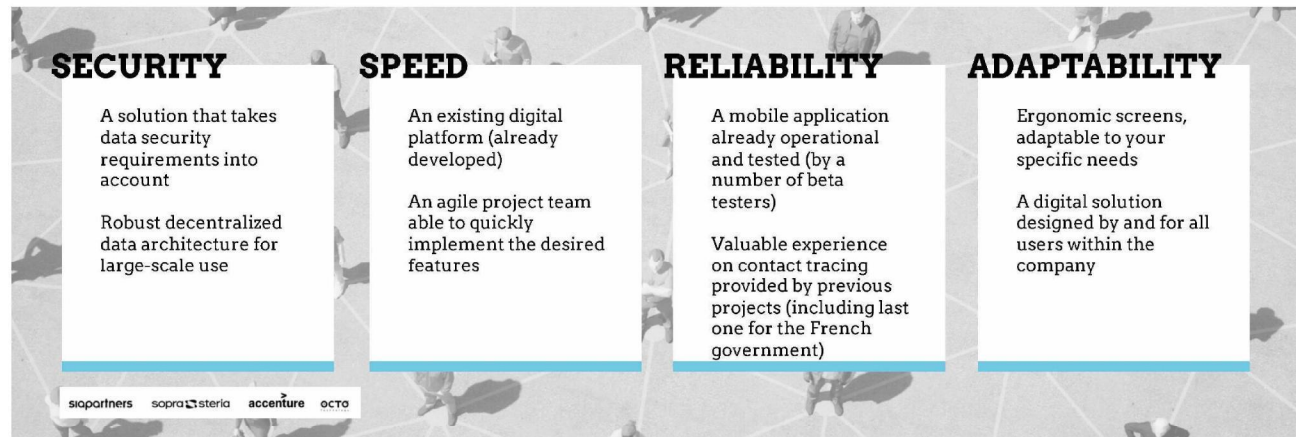 SECURITY
A solution that takes
data security
requirements into
account
Robust decentralized
data architecture for
large-scale use
SPEED
An existing digital
platform (already
developed)
An agile project team
able to quickly
implement the desired
features
RELIABILITY
A mobile application
already operational
and tested (by a
number of beta
testers)
Valuable experience
on contact tracing
provided by previous
projects (including last
one for the French
government)
ADAPTABILITY
Ergonomic screens,
adaptable to your
specific needs
A digital solution
designed by and for all
users within the
company
siapartners sopra steria accenture OCTO